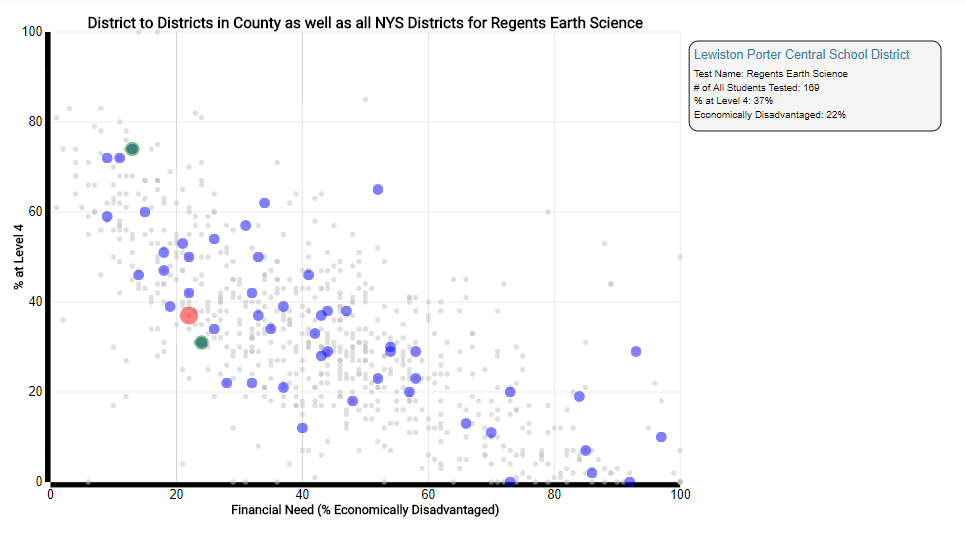 District to Districts in County as well as all NYS Districts for Regents Earth Science
Lewiston Porter Central School District
Test Name: Regents Earth Science
# of All Students Tested: 169
% at Level 4: 37%
Economically Disadvantaged: 22%
% at Level 4
100
80
60
40
20
0
0 20 40 60 80 100
Financial Need (% Economically Disadvantaged)